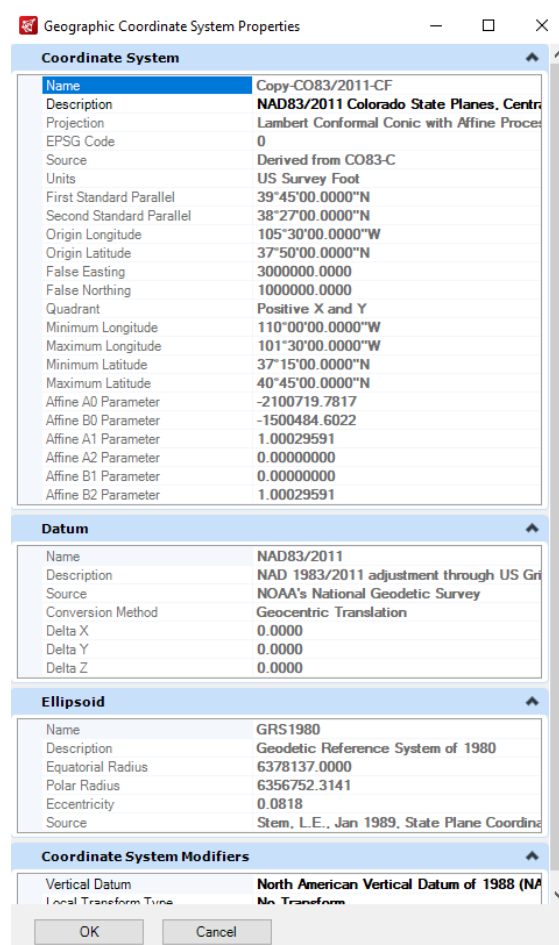 Geographic Coordinate System Properties
Coordinate System
Name Copy-CO83/2011-CF
Description NAD83/2011 Colorado State Planes, Centra
Projection Lambert Conformal Conic with Affine Proces
EPSG Code 0
Source Derived from CO83-C
Units US Survey Foot
First Standard Parallel 39°45'00.0000"N
Second Standard Parallel 38°27'00.0000"N
Origin Longitude 105°30'00.0000"W
Origin Latitude 37°50'00.0000"N
False Easting 3000000.0000
False Northing 1000000.0000
Quadrant Positive X and Y
Minimum Longitude 110°00'00.0000"W
Maximum Longitude 101°30'00.0000"W
Minimum Latitude 37°15'00.0000"N
Maximum Latitude 40°45'00.0000"N
Affine A0 Parameter -2100719.7817
Affine B0 Parameter -1500484.6022
Affine A1 Parameter 1.00029591
Affine A2 Parameter 0.00000000
Affine B1 Parameter 0.00000000
Affine B2 Parameter 1.00029591
Datum
Name NAD83/2011
Description NAD 1983/2011 adjustment through US Gri
Source NOAA's National Geodetic Survey
Conversion Method Geocentric Translation
Delta X 0.0000
Delta Y 0.0000
Delta Z 0.0000
Ellipsoid
Name GRS1980
Description Geodetic Reference System of 1980
Equatorial Radius 6378137.0000
Polar Radius 6356752.3141
Eccentricity 0.0818
Source Stem, L.E., Jan 1989, State Plane Coordina
Coordinate System Modifiers
Vertical Datum North American Vertical Datum of 1988 (NA
Local Transform Type No Transform
OK Cancel